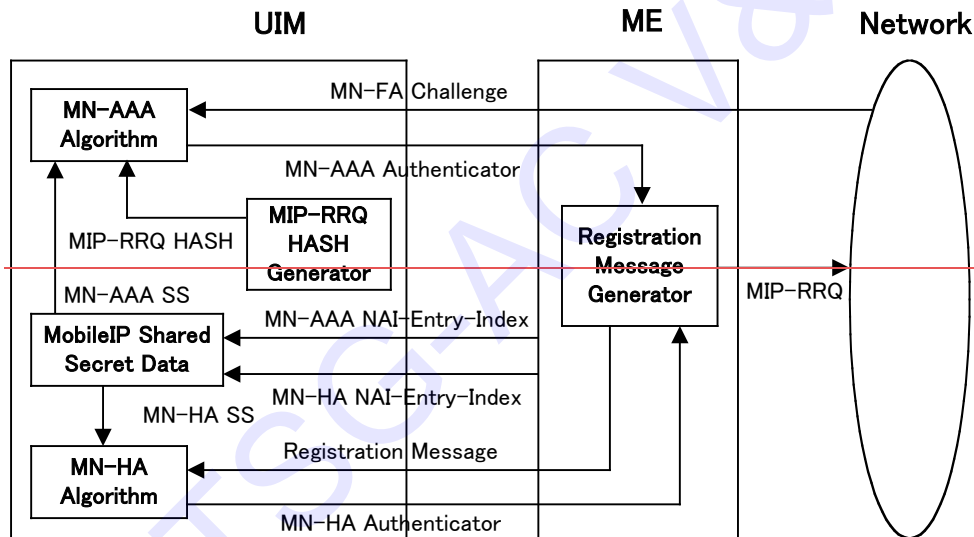 UIM
ME
Network
MN-FA Challenge
MN-AAA
Algorithm
MN-AAA Authenticator
MIP-RRQ
HASH
Generator
MIP-RRQ HASH
Registration
Message
Generator
MIP-RRQ
MN-AAA SS
MN-AAA NAI-Entry-Index
MobileIP Shared
Secret Data
MN-HA NAI-Entry-Index
MN-HA SS
Registration Message
MN-HA
Algorithm
MN-HA Authenticator
TSG-AC V&